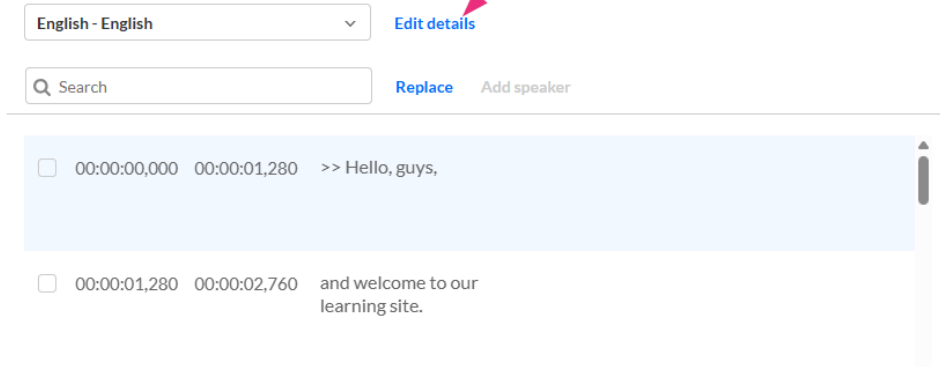 English - English Edit details
Search Replace Add speaker
00:00:00,000 00:00:01,280 >> Hello, guys,
00:00:01,280 00:00:02,760 and welcome to our
learning site.